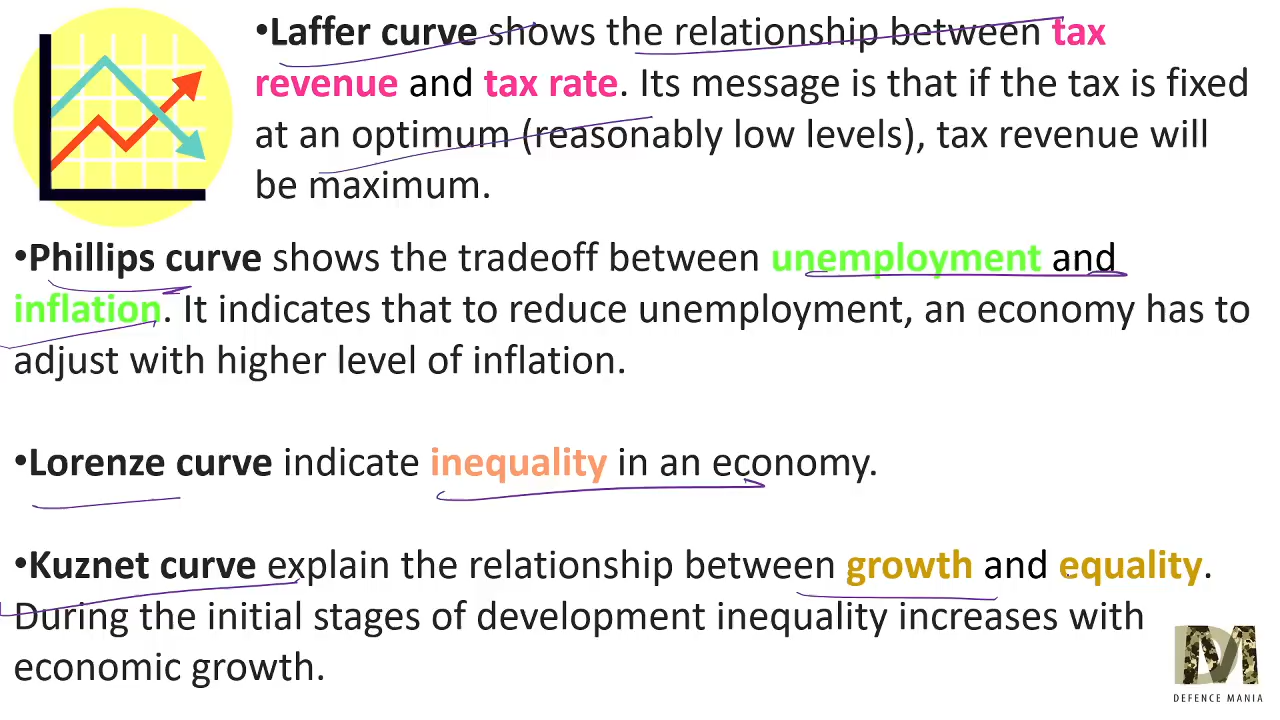 •Laffer curve shows the relationship between tax
revenue and tax rate. Its message is that if the tax is fixed
at an optimum (reasonably low levels), tax revenue will
be maximum.
•Phillips curve shows the tradeoff between unemployment and
inflation. It indicates that to reduce unemployment, an economy has to
adjust with higher level of inflation.
•Lorenze curve indicate inequality in an economy.
•Kuznet curve explain the relationship between growth and equality.
During the initial stages of development inequality increases with
economic growth.
DM
DEFENCE MANIA